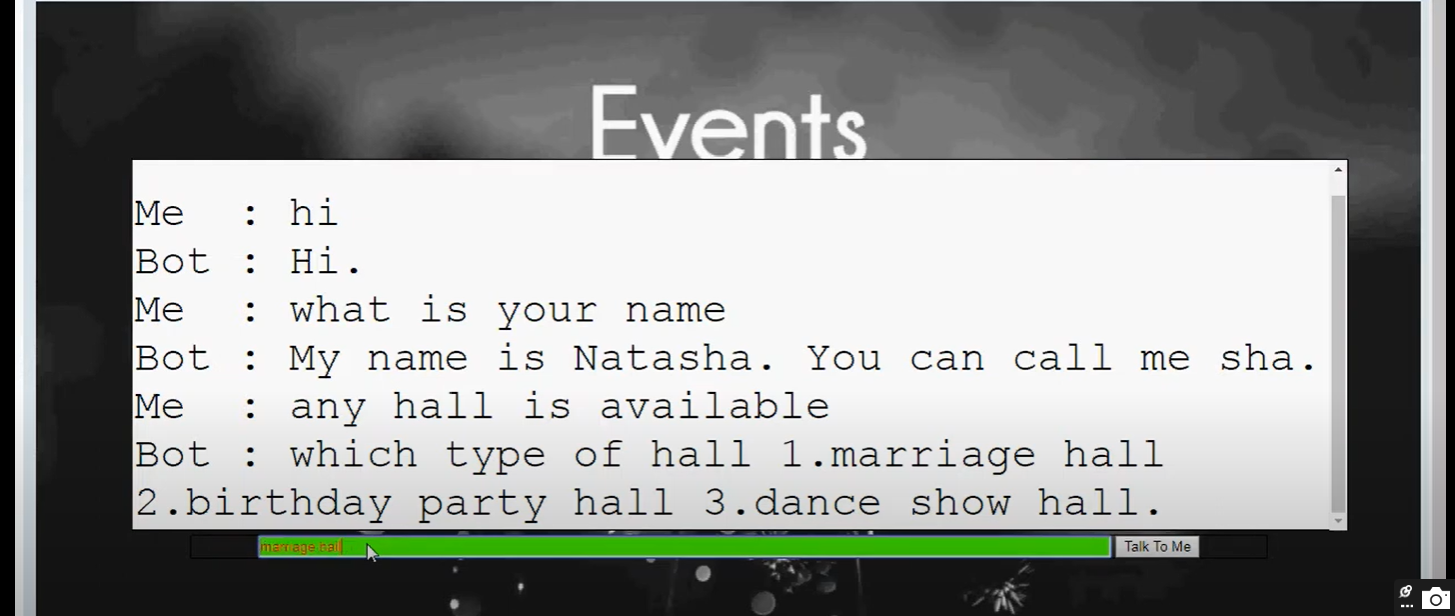 Events
Me : hi
Bot : Hi.
Me : what is your name
Bot : My name is Natasha. You can call me sha.
Me : any hall is available
Bot : which type of hall 1.marriage hall
2.birthday party hall 3.dance show hall.
marriage hall Talk To Me